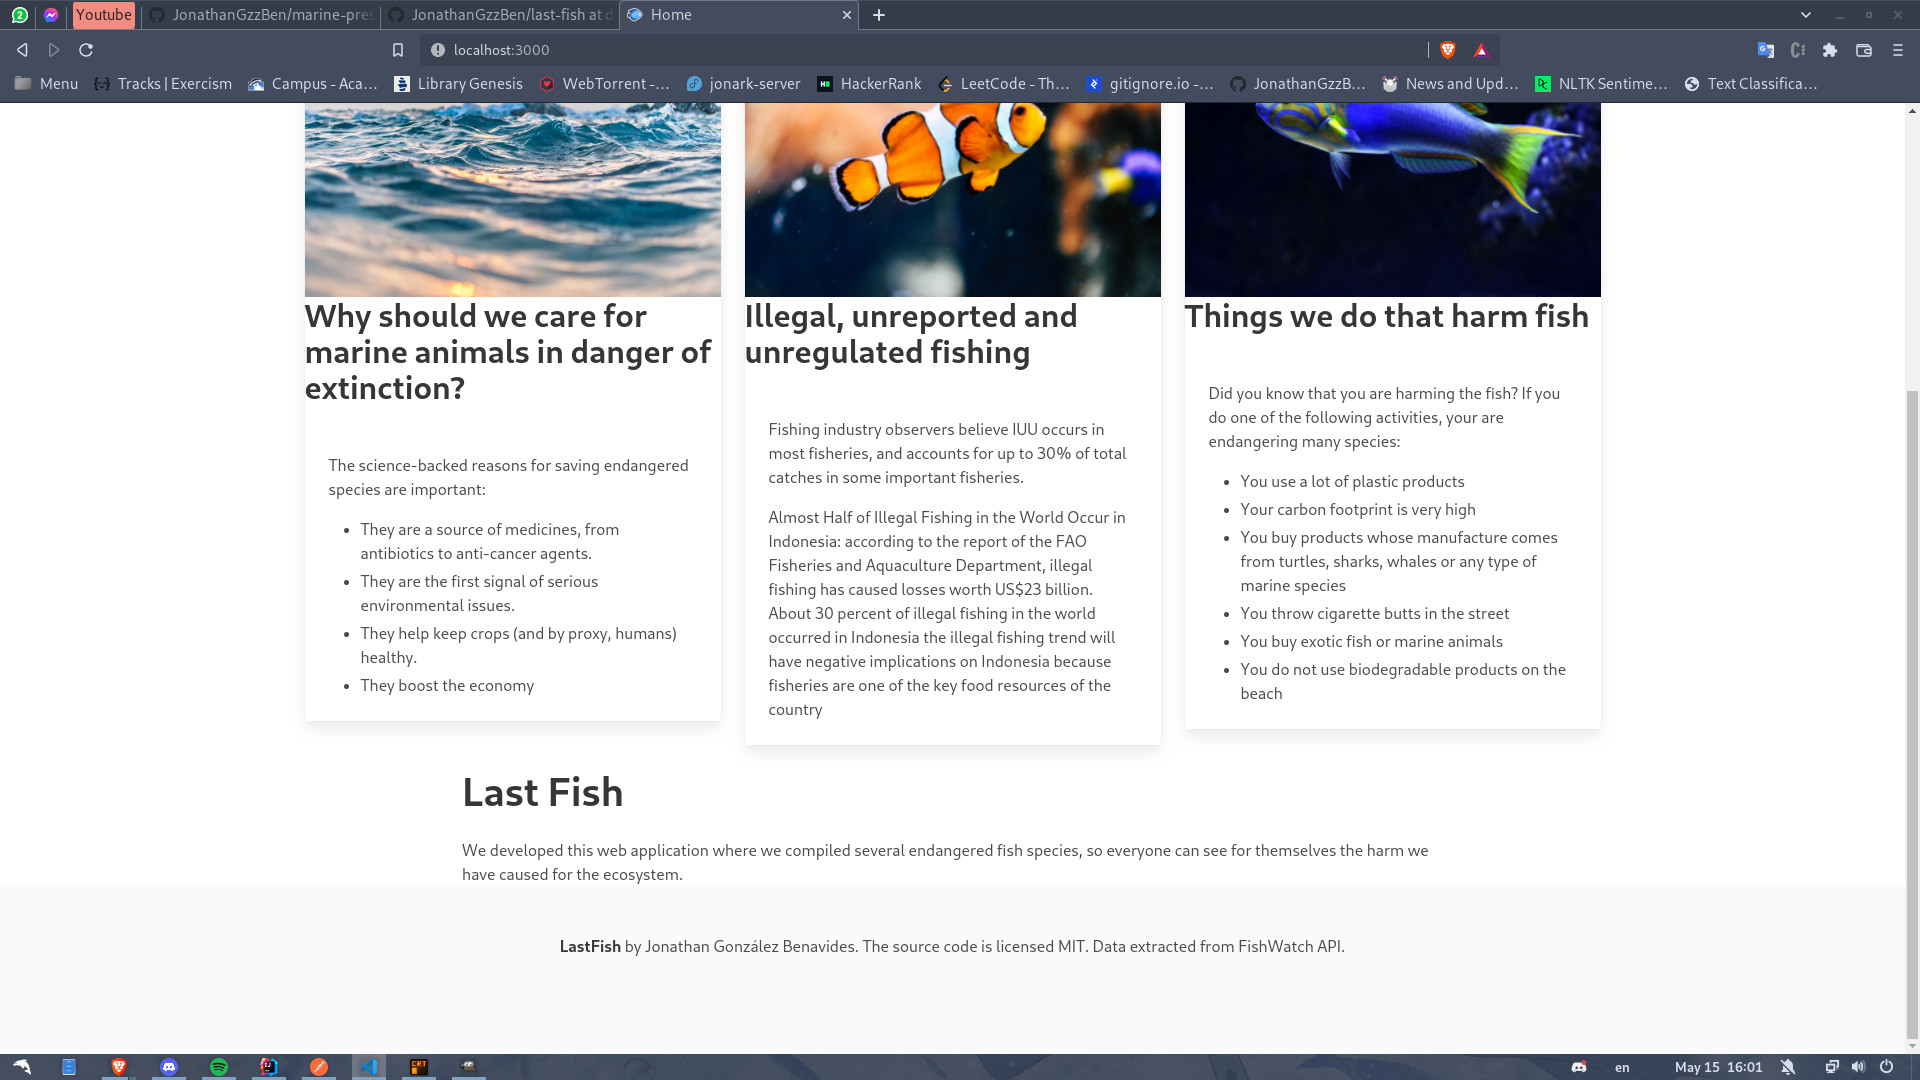 2
Youtube
JonathanGzzBen/marine-pres
JonathanGzzBen/last-fish at d
Home
localhost:3000
Menu
Tracks | Exercism
Campus - Aca...
Library Genesis
WebTorrent -...
jonark-server
HackerRank
LeetCode - Th...
gitignore.io -...
JonathanGzzB...
News and Upd...
NLTK Sentime...
Text Classifica...
Why should we care for
marine animals in danger of
extinction?
The science-backed reasons for saving endangered
species are important:
• They are a source of medicines, from
antibiotics to anti-cancer agents.
• They are the first signal of serious
environmental issues.
• They help keep crops (and by proxy, humans)
healthy.
• They boost the economy
Illegal, unreported and
unregulated fishing
Fishing industry observers believe IUU occurs in
most fisheries, and accounts for up to 30% of total
catches in some important fisheries.
Almost Half of Illegal Fishing in the World Occur in
Indonesia: according to the report of the FAO
Fisheries and Aquaculture Department, illegal
fishing has caused losses worth US$23 billion.
About 30 percent of illegal fishing in the world
occurred in Indonesia the illegal fishing trend will
have negative implications on Indonesia because
fisheries are one of the key food resources of the
country
Things we do that harm fish
Did you know that you are harming the fish? If you
do one of the following activities, your are
endangering many species:
• You use a lot of plastic products
• Your carbon footprint is very high
• You buy products whose manufacture comes
from turtles, sharks, whales or any type of
marine species
• You throw cigarette butts in the street
• You buy exotic fish or marine animals
• You do not use biodegradable products on the
beach
Last Fish
We developed this web application where we compiled several endangered fish species, so everyone can see for themselves the harm we
have caused for the ecosystem.
LastFish by Jonathan González Benavides. The source code is licensed MIT. Data extracted from FishWatch API.
CRT
en
May 15 16:01